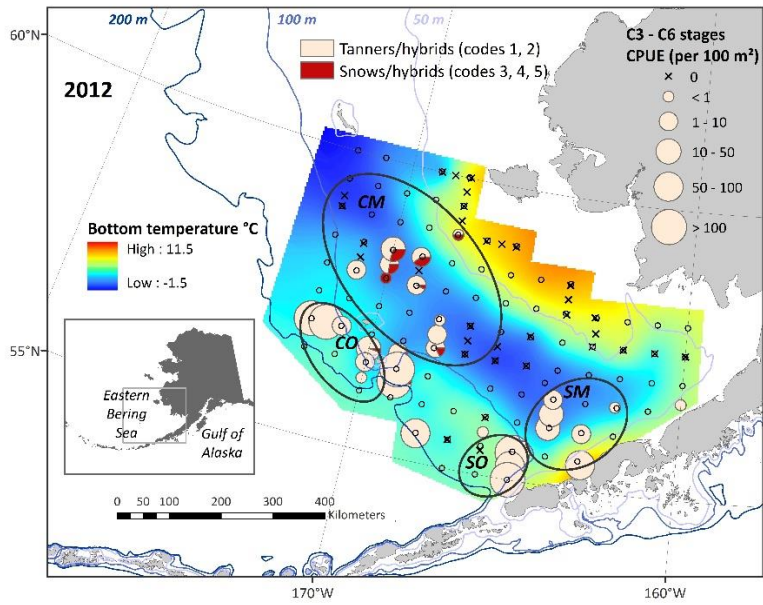 200 m
100 m
50 m
60°N
2012
Tanners/hybrids (codes 1, 2)
Snows/hybrids (codes 3, 4, 5)
C3 - C6 stages
CPUE (per 100 m²)
0
< 1
1 - 10
10 - 50
50 - 100
> 100
Bottom temperature °C
High : 11.5
Low : -1.5
CM
CO
SM
SO
55°N
Eastern
Bering
Sea
Gulf of
Alaska
0 50 100 200 300 400
Kilometers
170°W
160°W